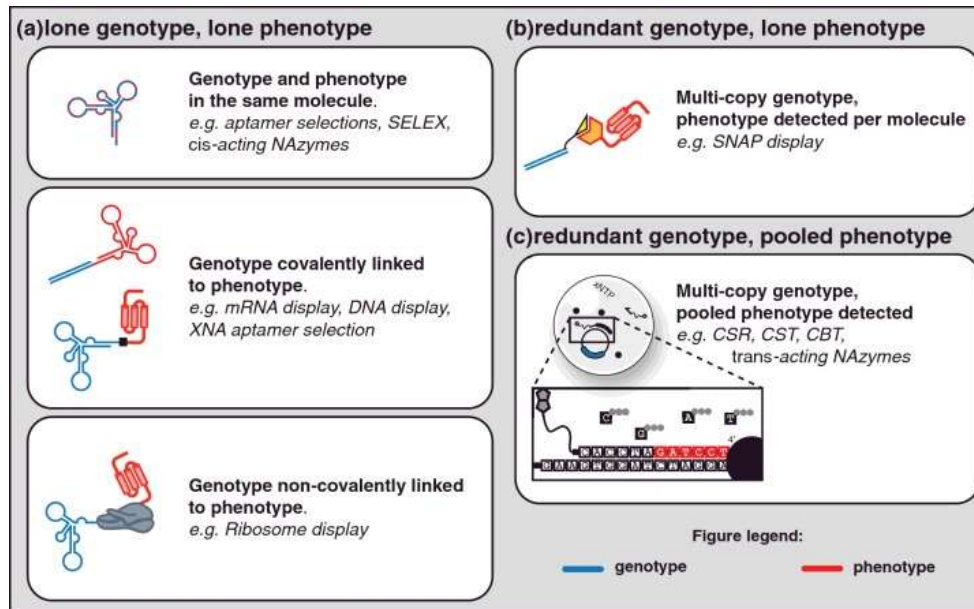 (a)lone genotype, lone phenotype
Genotype and phenotype
in the same molecule.
e.g. aptamer selections, SELEX,
cis-acting NAzymes
Genotype covalently linked
to phenotype.
e.g. mRNA display, DNA display,
XNA aptamer selection
Genotype non-covalently linked
to phenotype.
e.g. Ribosome display
(b)redundant genotype, lone phenotype
Multi-copy genotype,
phenotype detected per molecule
e.g. SNAP display
(c)redundant genotype, pooled phenotype
Multi-copy genotype,
pooled phenotype detected
e.g. CSR, CST, CBT,
trans-acting NAzymes
xNTP
C G A T
4'
CACCTAGATCCT
Figure legend:
genotype
phenotype